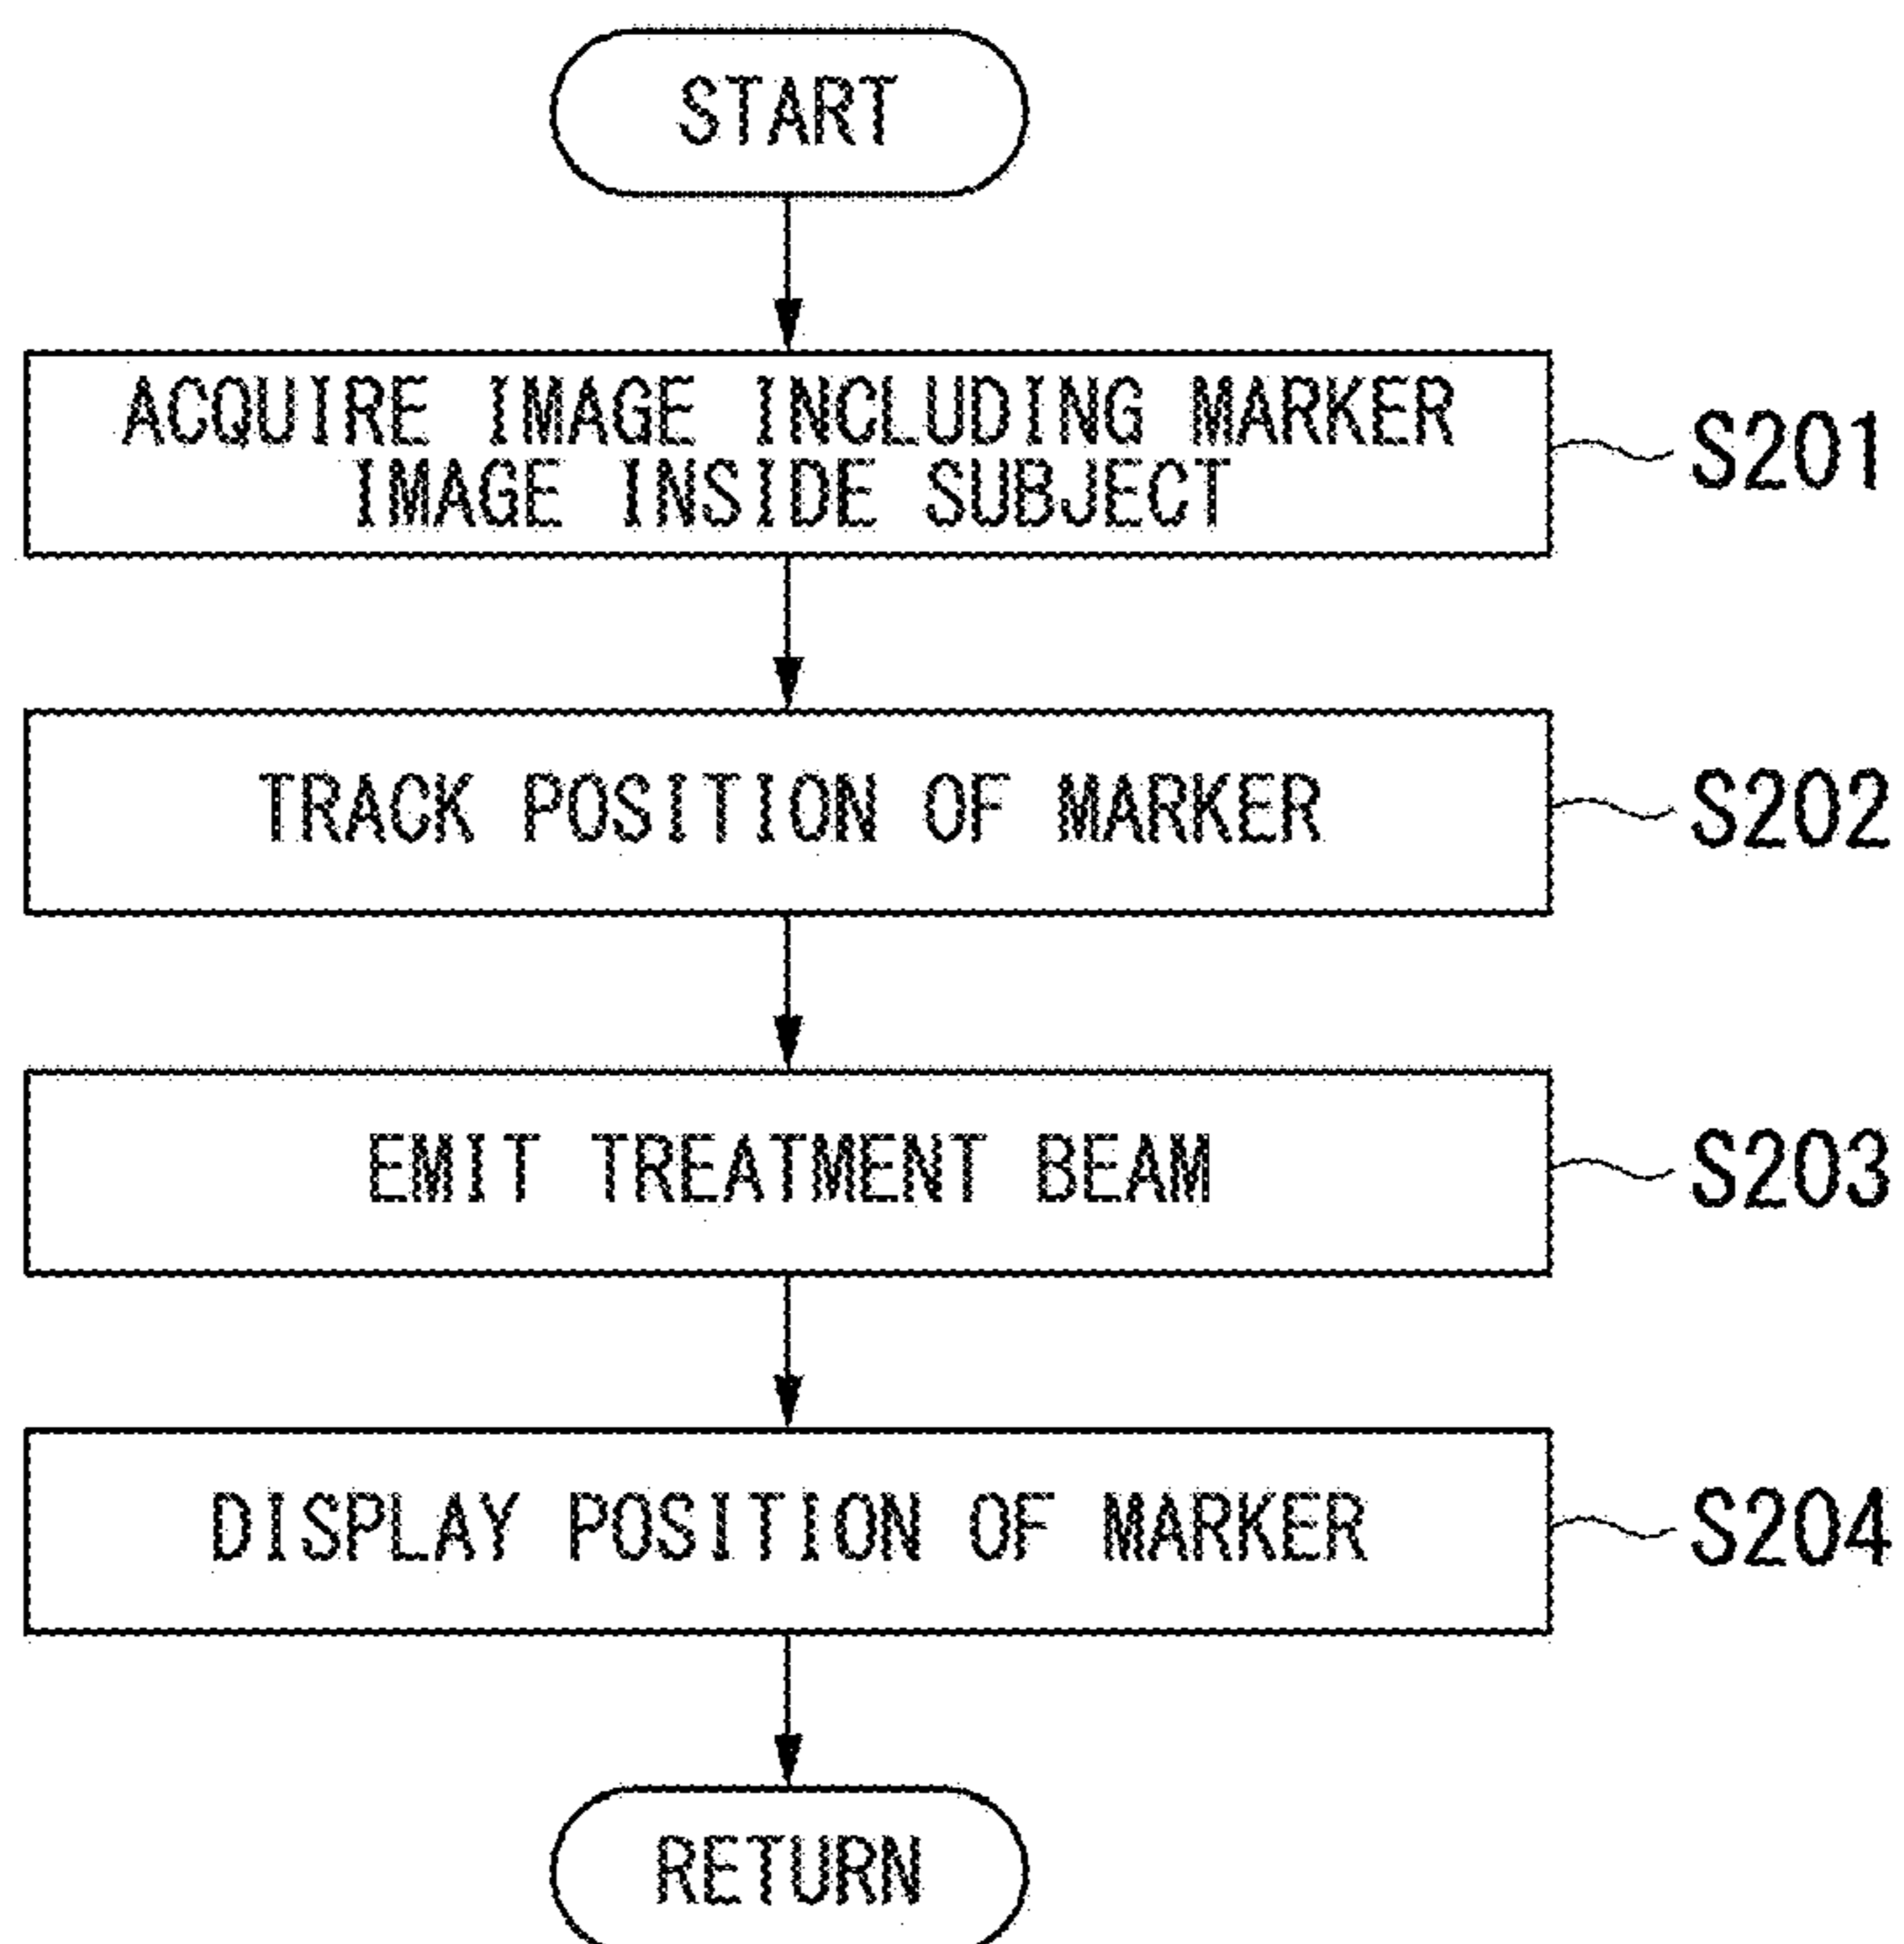 START
ACQUIRE IMAGE INCLUDING MARKER
IMAGE INSIDE SUBJECT
S201
TRACK POSITION OF MARKER
S202
EMIT TREATMENT BEAM
S203
DISPLAY POSITION OF MARKER
S204
RETURN